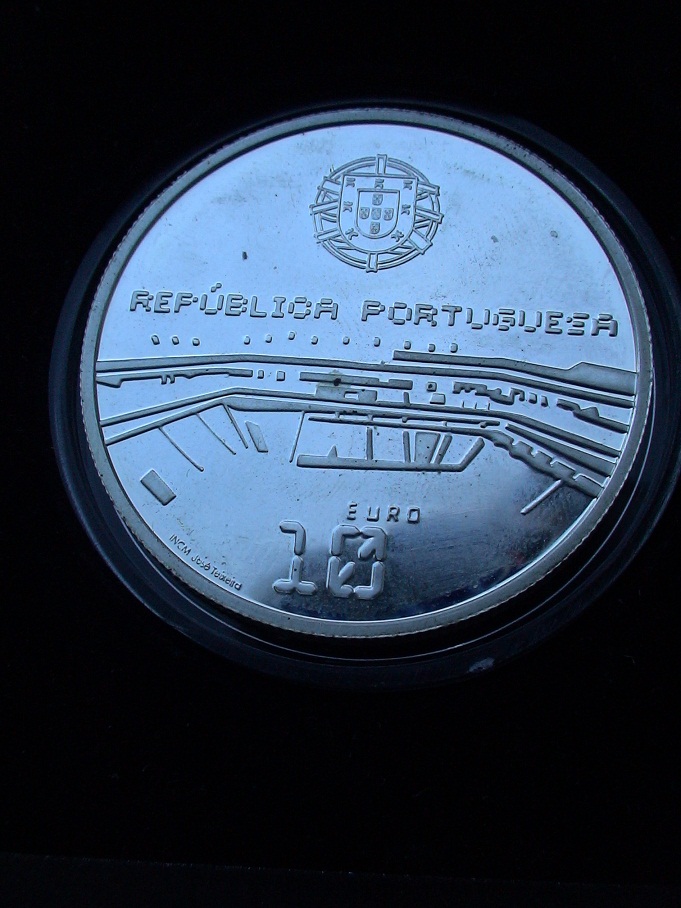 REPÚBLICA PORTUGUESA
EURO
10
INCM José Teixeira